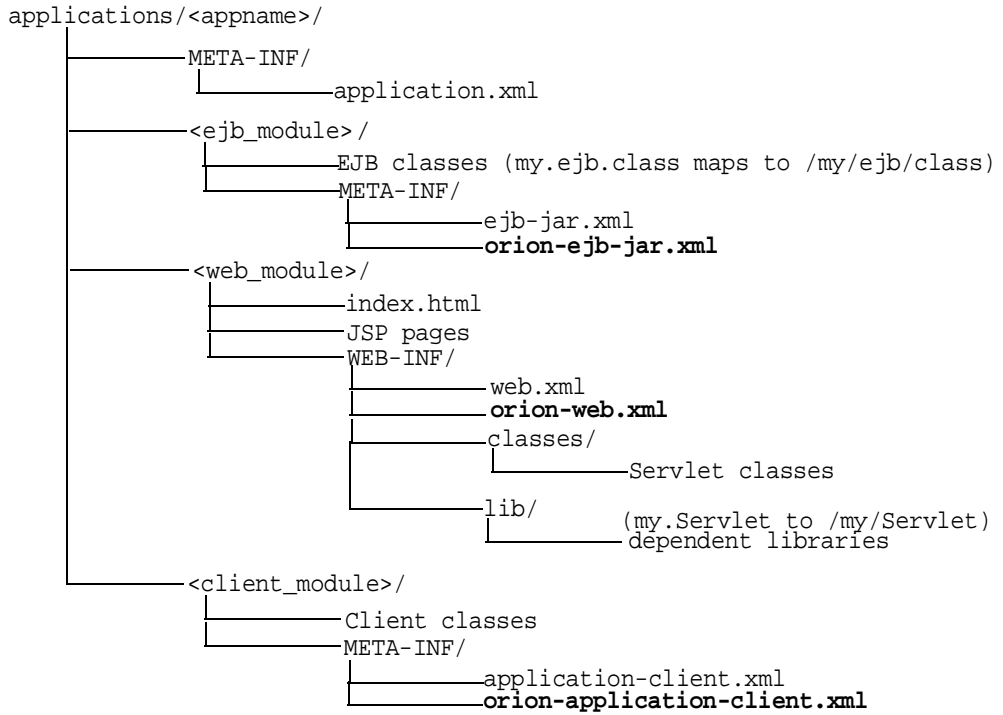 applications/<appname>/
META-INF/
application.xml
<ejb_module>/
EJB classes (my.ejb.class maps to /my/ejb/class)
META-INF/
ejb-jar.xml
orion-ejb-jar.xml
<web_module>/
index.html
JSP pages
WEB-INF/
web.xml
orion-web.xml
classes/
Servlet classes
lib/
(my.Servlet to /my/Servlet)
dependent libraries
<client_module>/
Client classes
META-INF/
application-client.xml
orion-application-client.xml